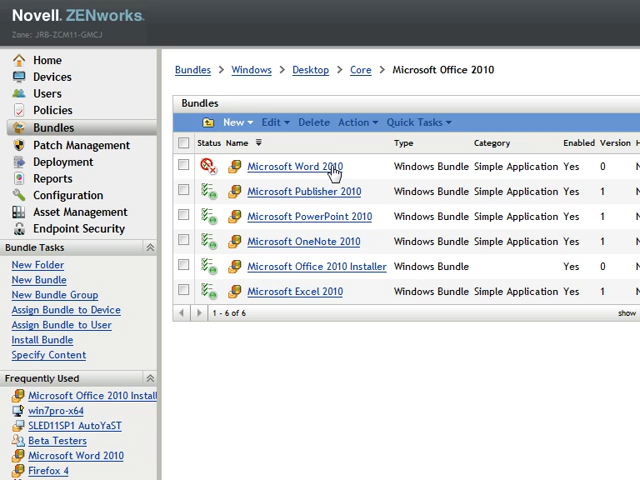 Novell. ZENworks.
Zone: JRB-ZCM11-GMCJ
Home
Devices
Users
Policies
Bundles
Patch Management
Deployment
Reports
Configuration
Asset Management
Endpoint Security
Bundle Tasks
New Folder
New Bundle
New Bundle Group
Assign Bundle to Device
Assign Bundle to User
Install Bundle
Specify Content
Frequently Used
Microsoft Office 2010 Install
win7pro-x64
SLED11SP1 AutoYaST
Beta Testers
Microsoft Word 2010
Firefox 4
Bundles > Windows > Desktop > Core > Microsoft Office 2010
Bundles
New Edit Delete Action Quick Tasks
Status Name Type Category Enabled Version
Microsoft Word 2010 Windows Bundle Simple Application Yes 0
Microsoft Publisher 2010 Windows Bundle Simple Application Yes 1
Microsoft PowerPoint 2010 Windows Bundle Simple Application Yes 1
Microsoft OneNote 2010 Windows Bundle Simple Application Yes 1
Microsoft Office 2010 Installer Windows Bundle Yes 0
Microsoft Excel 2010 Windows Bundle Simple Application Yes 1
1 - 6 of 6 show